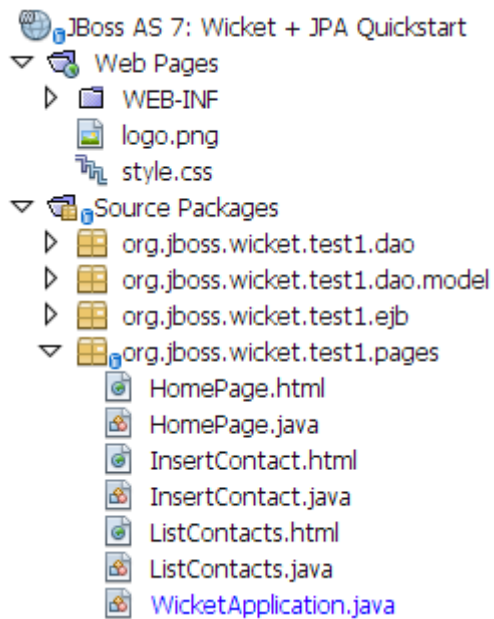 JBoss AS 7: Wicket + JPA Quickstart
Web Pages
WEB-INF
logo.png
style.css
Source Packages
org.jboss.wicket.test1.dao
org.jboss.wicket.test1.dao.model
org.jboss.wicket.test1.ejb
org.jboss.wicket.test1.pages
HomePage.html
HomePage.java
InsertContact.html
InsertContact.java
ListContacts.html
ListContacts.java
WicketApplication.java